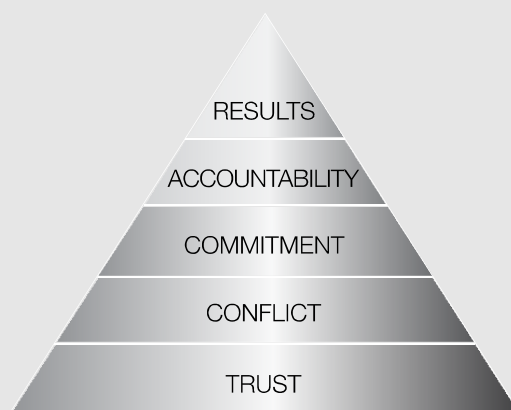 RESULTS
ACCOUNTABILITY
COMMITMENT
CONFLICT
TRUST